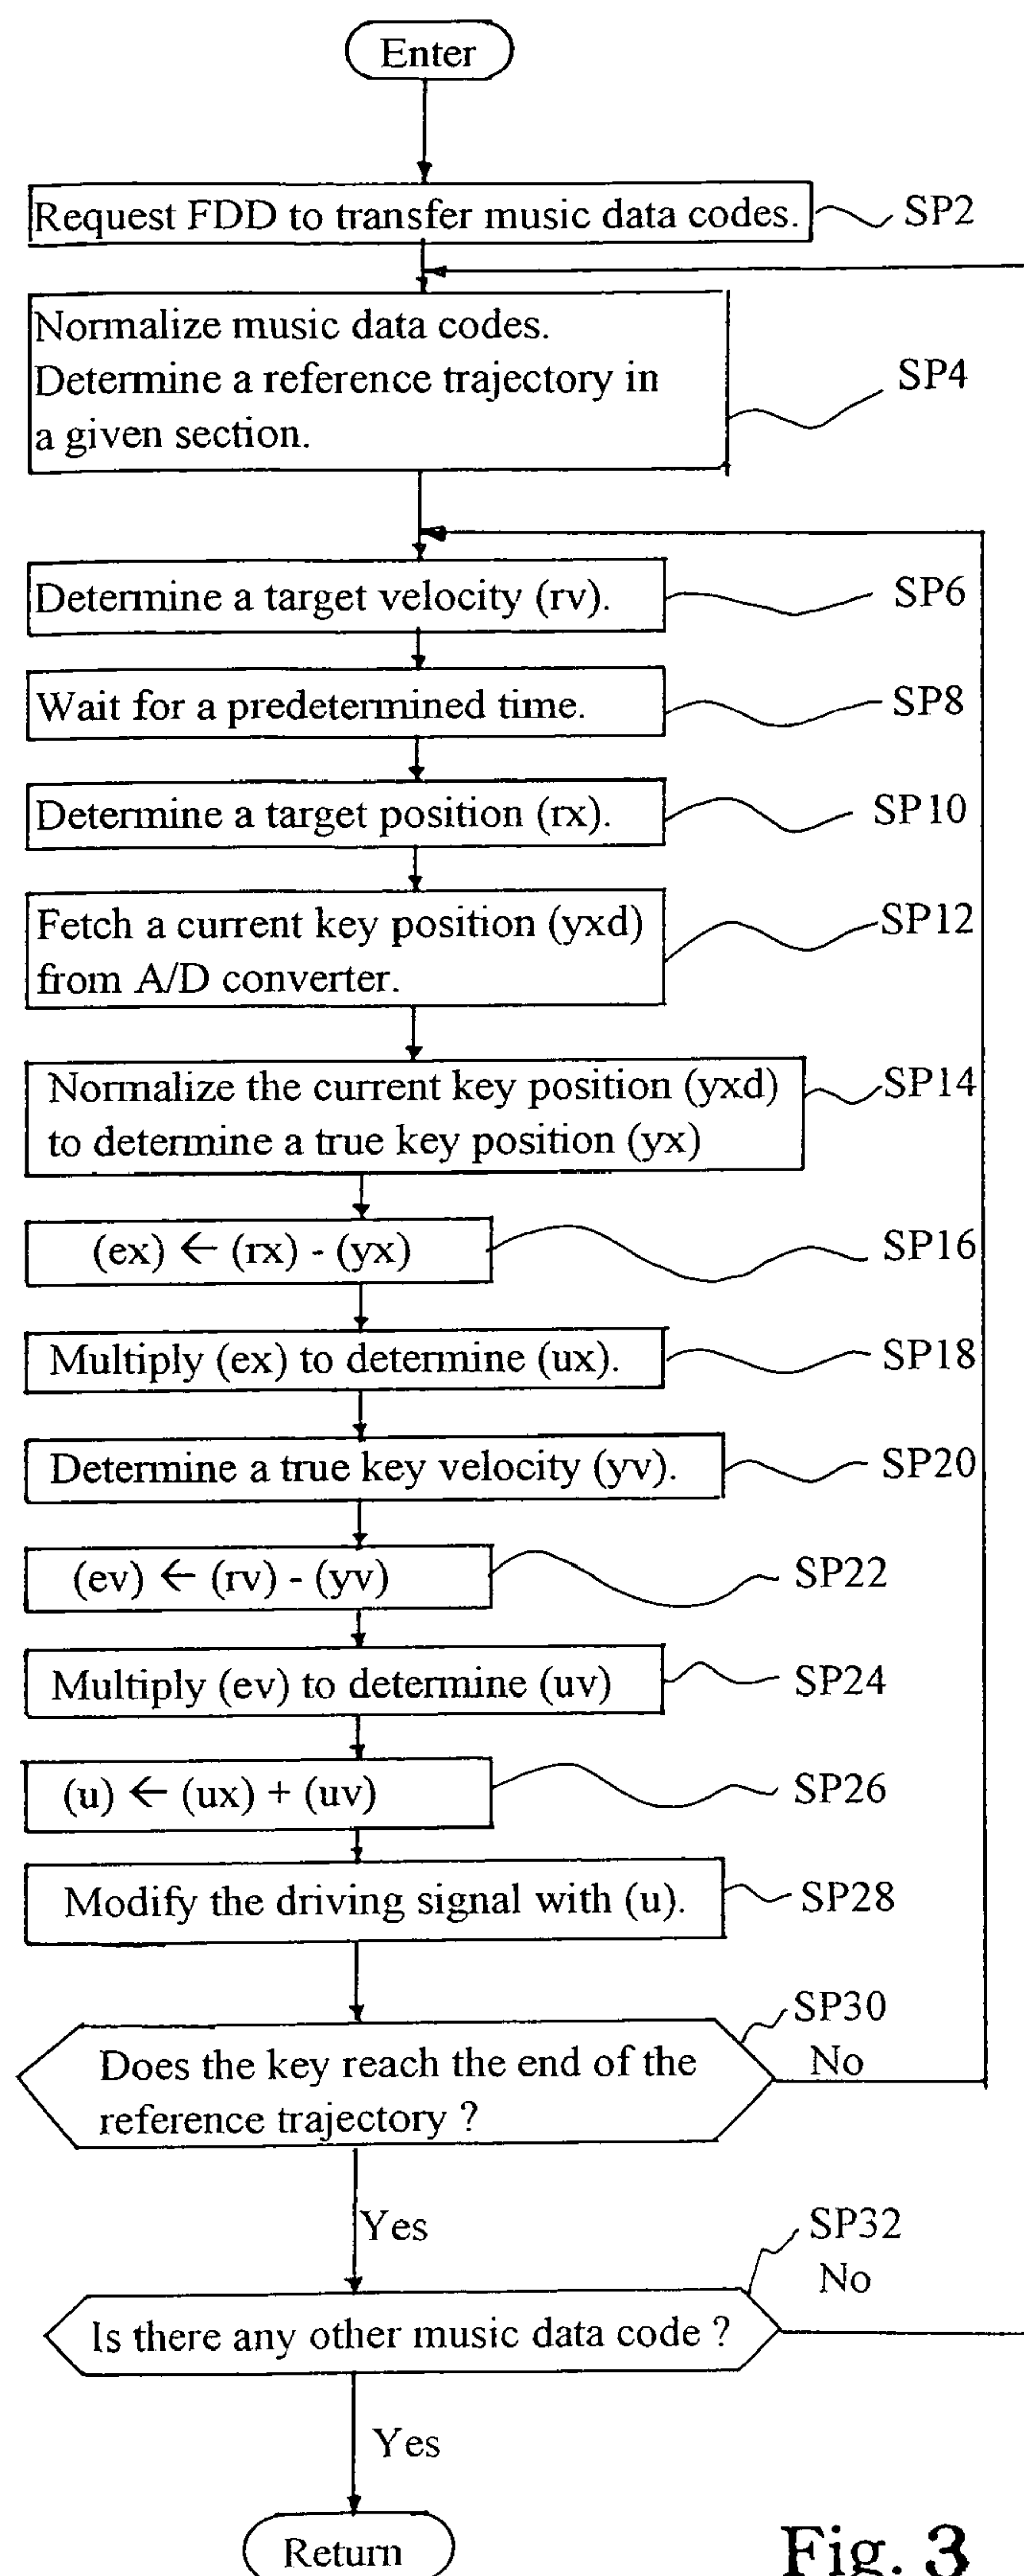 Enter
Request FDD to transfer music data codes.
SP2
Normalize music data codes.
Determine a reference trajectory in
a given section.
SP4
Determine a target velocity (rv).
SP6
Wait for a predetermined time.
SP8
Determine a target position (rx).
SP10
Fetch a current key position (yxd)
from A/D converter.
SP12
Normalize the current key position (yxd)
to determine a true key position (yx)
SP14
(ex) ← (rx) - (yx)
SP16
Multiply (ex) to determine (ux).
SP18
Determine a true key velocity (yv).
SP20
(ev) ← (rv) - (yv)
SP22
Multiply (ev) to determine (uv)
SP24
(u) ← (ux) + (uv)
SP26
Modify the driving signal with (u).
SP28
SP30
Does the key reach the end of the
reference trajectory ?
No
Yes
SP32
No
Is there any other music data code ?
Yes
Return
Fig. 3